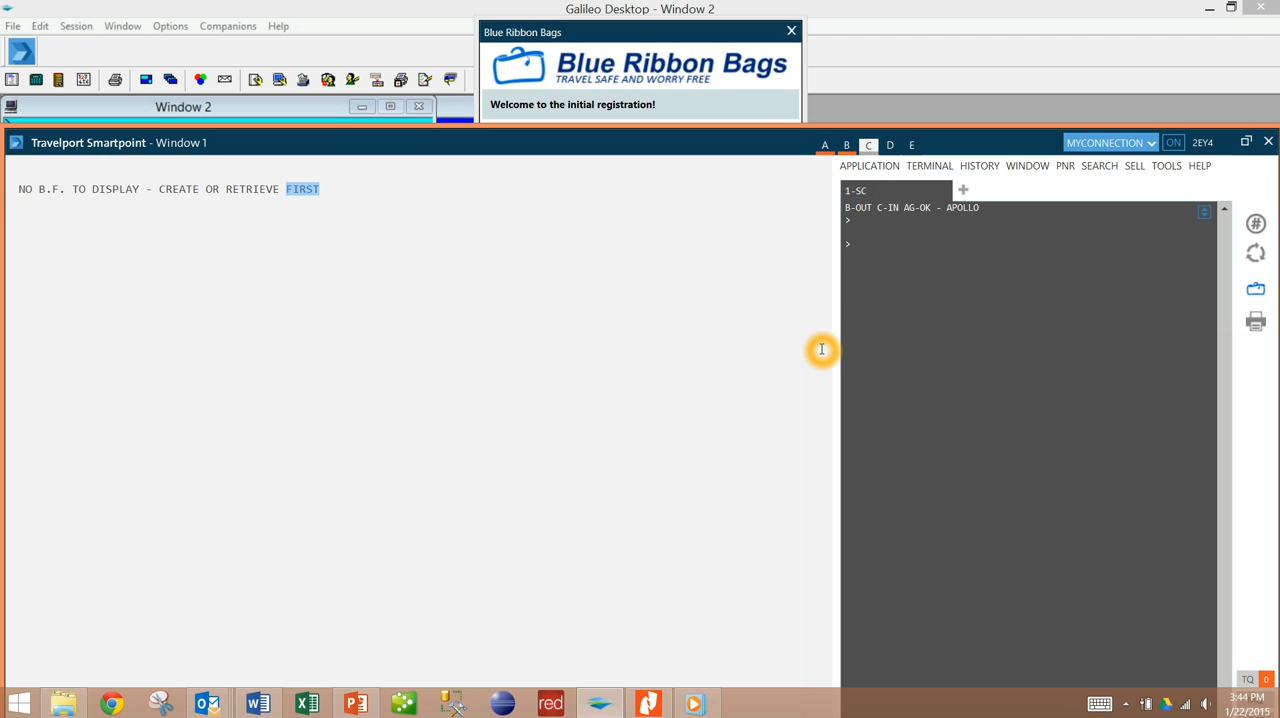 Galileo Desktop - Window 2
File Edit Session Window Options Companions Help
Blue Ribbon Bags
Blue Ribbon Bags
TRAVEL SAFE AND WORRY FREE
Welcome to the initial registration!
Window 2
Travelport Smartpoint - Window 1
A B C D E
MYCONNECTION ON 2EY4
APPLICATION TERMINAL HISTORY WINDOW PNR SEARCH SELL TOOLS HELP
NO B.F. TO DISPLAY - CREATE OR RETRIEVE FIRST
1-SC
B-OUT C-IN AG-OK - APOLLO
>
>
TQ 0
red
3:44 PM
1/22/2015